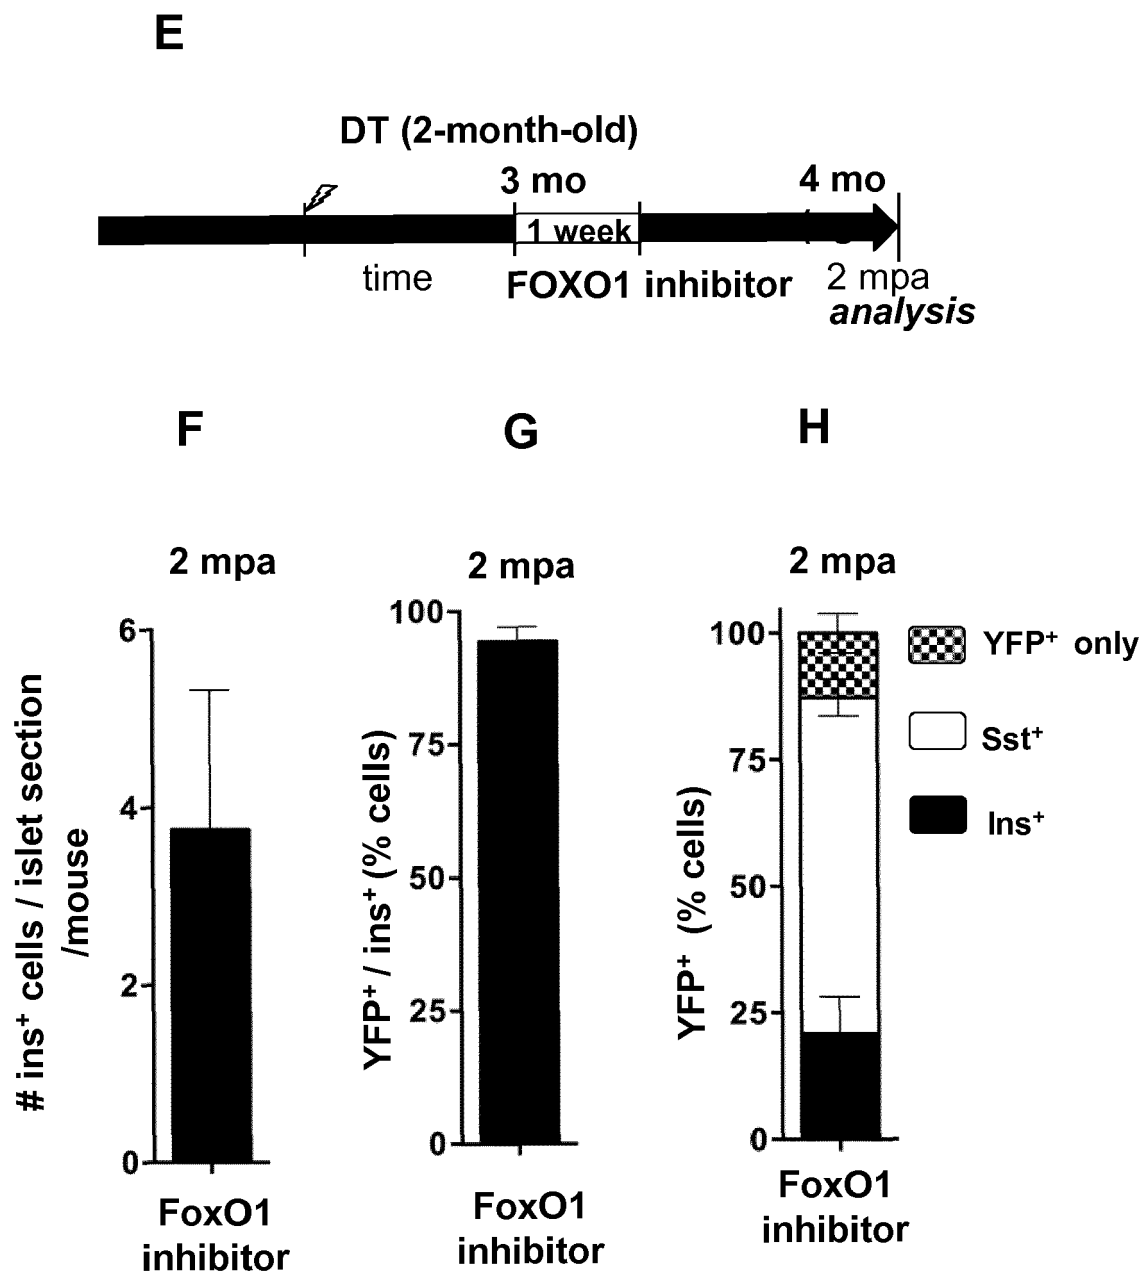 E
DT (2-month-old)
3 mo
4 mo
1 week
time
FOXO1 inhibitor
2 mpa
analysis
F
G
H
2 mpa
6
4
2
0
# ins⁺ cells / islet section
/mouse
FoxO1
inhibitor
2 mpa
100
75
50
25
0
YFP⁺ / ins⁺ (% cells)
FoxO1
inhibitor
2 mpa
100
75
50
25
0
YFP⁺ (% cells)
FoxO1
inhibitor
YFP⁺ only
Sst⁺
Ins⁺